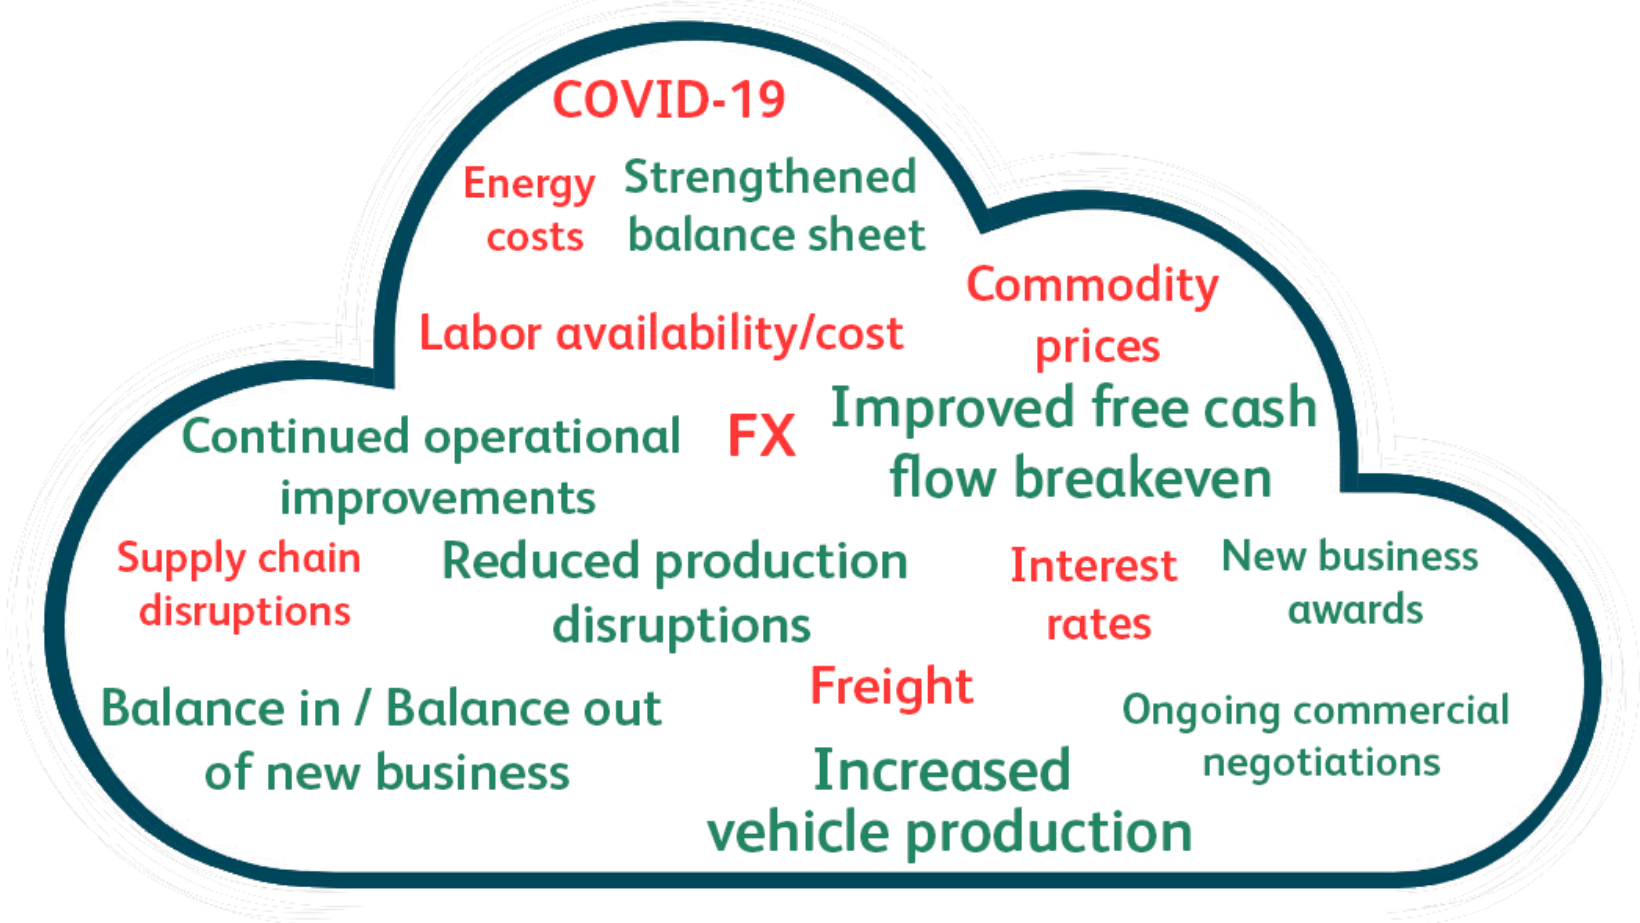 COVID-19
Energy
costs
Strengthened
balance sheet
Commodity
prices
Labor availability/cost
Continued operational
improvements
FX
Improved free cash
flow breakeven
Supply chain
disruptions
Reduced production
disruptions
Interest
rates
New business
awards
Freight
Balance in / Balance out
of new business
Ongoing commercial
negotiations
Increased
vehicle production